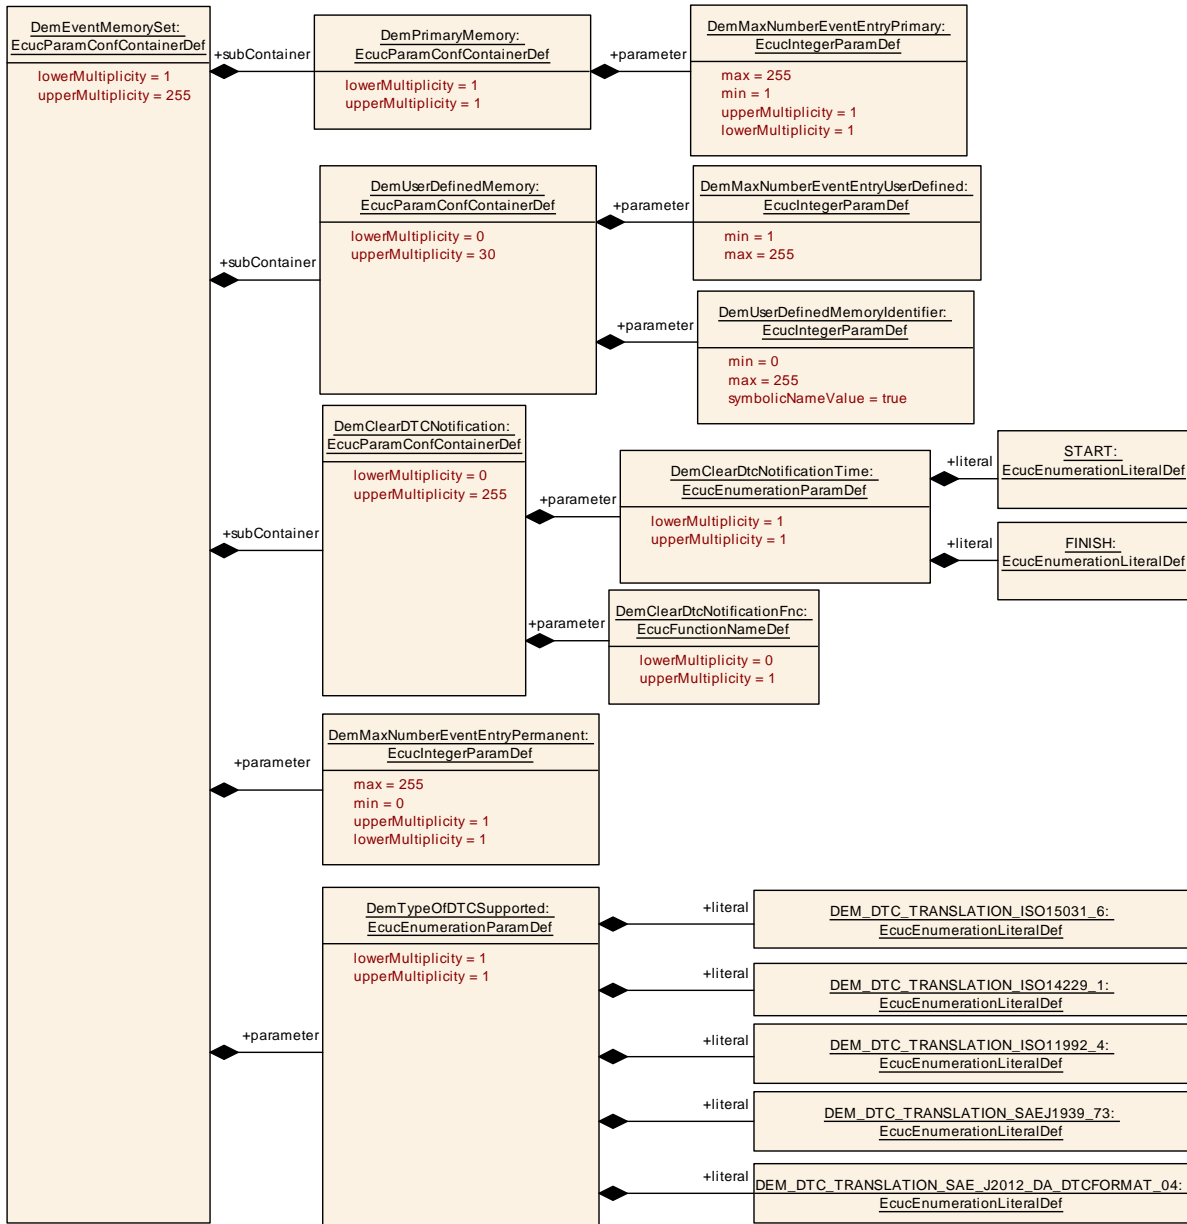 DemEventMemorySet:
EcucParamConfContainerDef
lowerMultiplicity = 1
upperMultiplicity = 255
+subContainer
DemPrimaryMemory:
EcucParamConfContainerDef
lowerMultiplicity = 1
upperMultiplicity = 1
+parameter
DemMaxNumberEventEntryPrimary:
EcucIntegerParamDef
max = 255
min = 1
upperMultiplicity = 1
lowerMultiplicity = 1
+subContainer
DemUserDefinedMemory:
EcucParamConfContainerDef
lowerMultiplicity = 0
upperMultiplicity = 30
+parameter
DemMaxNumberEventEntryUserDefined:
EcucIntegerParamDef
min = 1
max = 255
+parameter
DemUserDefinedMemoryIdentifier:
EcucIntegerParamDef
min = 0
max = 255
symbolicNameValue = true
+subContainer
DemClearDTCNotification:
EcucParamConfContainerDef
lowerMultiplicity = 0
upperMultiplicity = 255
+parameter
DemClearDtcNotificationTime:
EcucEnumerationParamDef
lowerMultiplicity = 1
upperMultiplicity = 1
+literal
START:
EcucEnumerationLiteralDef
+literal
FINISH:
EcucEnumerationLiteralDef
+parameter
DemClearDtcNotificationFnc:
EcucFunctionNameDef
lowerMultiplicity = 0
upperMultiplicity = 1
+parameter
DemMaxNumberEventEntryPermanent:
EcucIntegerParamDef
max = 255
min = 0
upperMultiplicity = 1
lowerMultiplicity = 1
+parameter
DemTypeOfDTCSupported:
EcucEnumerationParamDef
lowerMultiplicity = 1
upperMultiplicity = 1
+literal
DEM_DTC_TRANSLATION_ISO15031_6:
EcucEnumerationLiteralDef
+literal
DEM_DTC_TRANSLATION_ISO14229_1:
EcucEnumerationLiteralDef
+literal
DEM_DTC_TRANSLATION_ISO11992_4:
EcucEnumerationLiteralDef
+literal
DEM_DTC_TRANSLATION_SAEJ1939_73:
EcucEnumerationLiteralDef
+literal
DEM_DTC_TRANSLATION_SAE_J2012_DA_DTCFORMAT_04:
EcucEnumerationLiteralDef